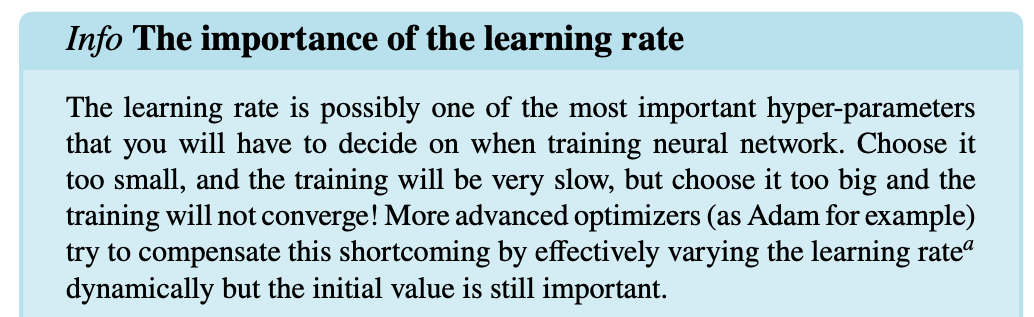 Info The importance of the learning rate
The learning rate is possibly one of the most important hyper-parameters
that you will have to decide on when training neural network. Choose it
too small, and the training will be very slow, but choose it too big and the
training will not converge! More advanced optimizers (as Adam for example)
try to compensate this shortcoming by effectively varying the learning rateᵃ
dynamically but the initial value is still important.